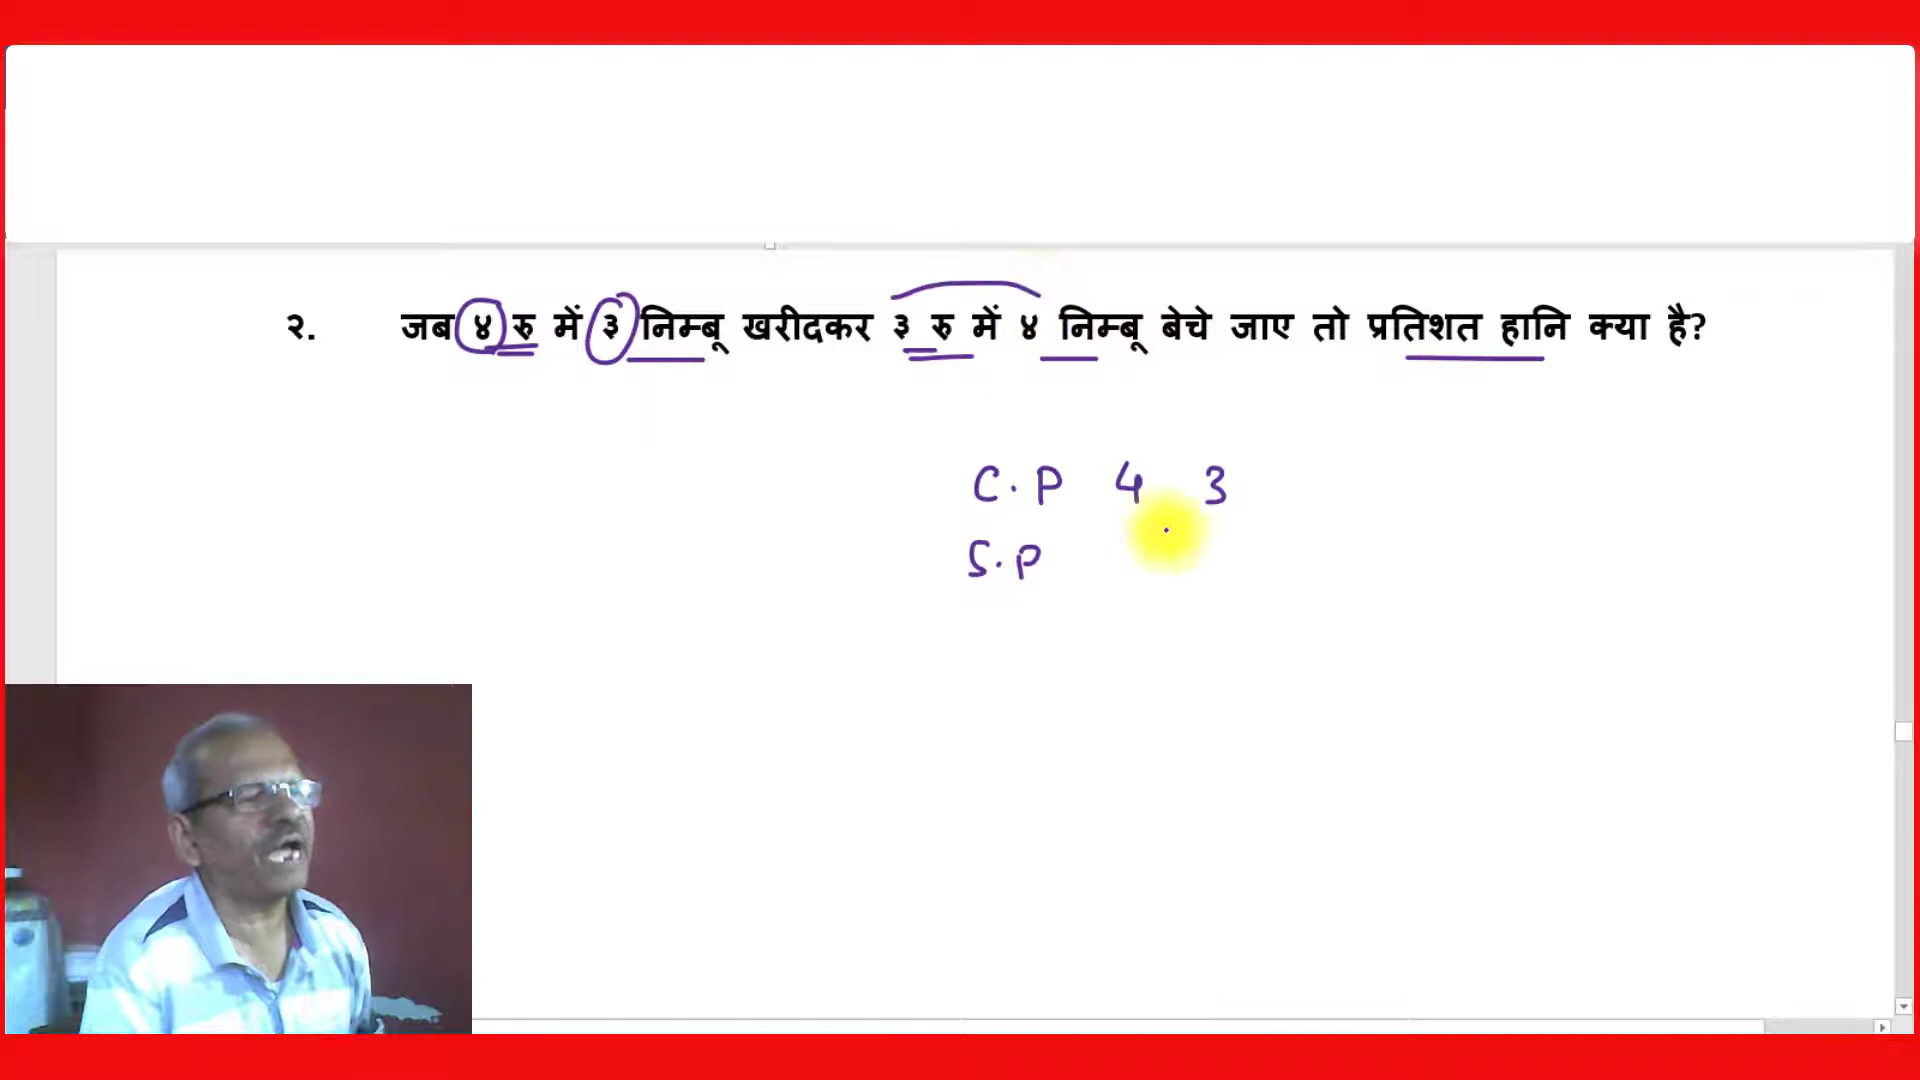 २. जब ४ रु में ३ निम्बू खरीदकर ३ रु में ४ निम्बू बेचे जाए तो प्रतिशत हानि क्या है?
C.P 4 3
S.P